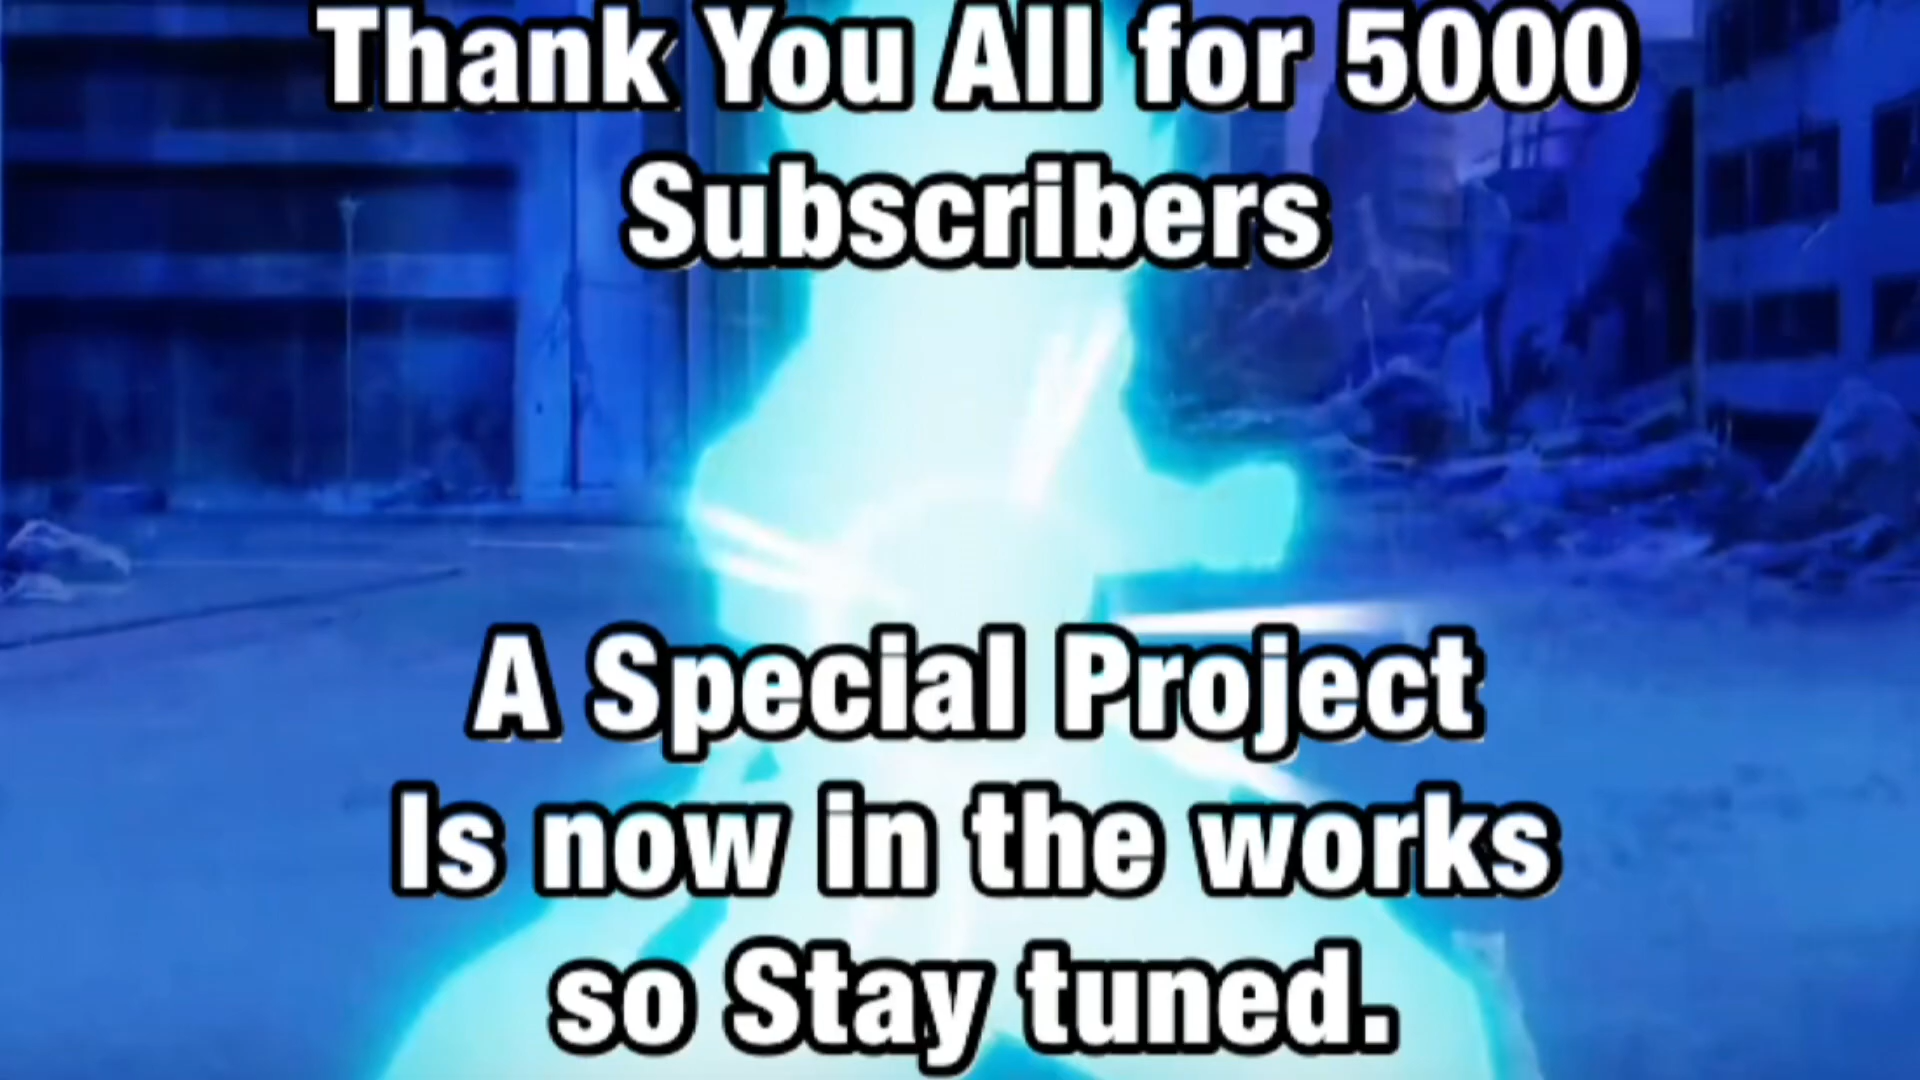 Thank You All for 5000
Subscribers
A Special Project
Is now in the works
so Stay tuned.